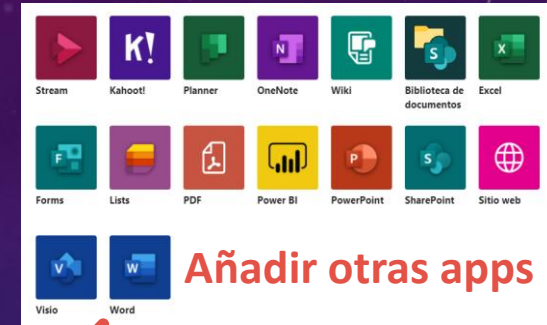 K!
N
S
X
Stream Kahoot! Planner OneNote Wiki Biblioteca de documentos Excel
F
P
S
Forms Lists PDF Power BI PowerPoint SharePoint Sitio web
V
W
Añadir otras apps
Visio Word